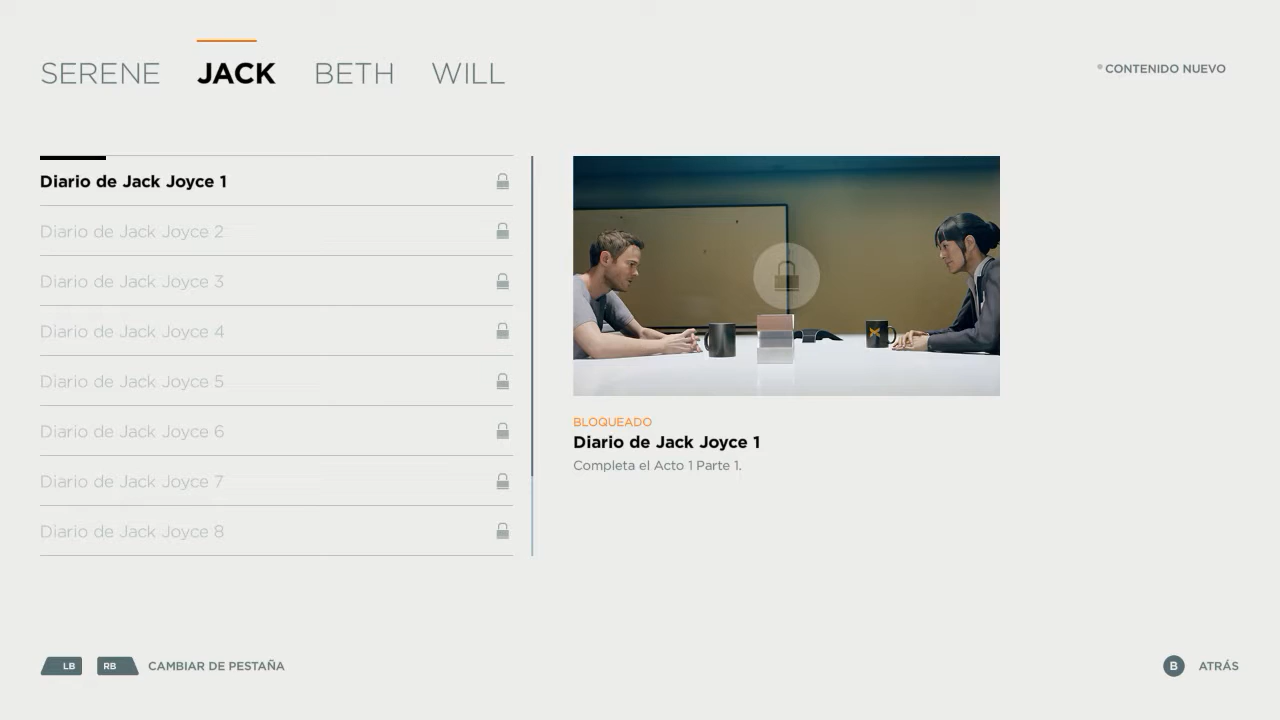 SERENE JACK BETH WILL
CONTENIDO NUEVO
Diario de Jack Joyce 1
Diario de Jack Joyce 2
Diario de Jack Joyce 3
Diario de Jack Joyce 4
Diario de Jack Joyce 5
Diario de Jack Joyce 6
Diario de Jack Joyce 7
Diario de Jack Joyce 8
BLOQUEADO
Diario de Jack Joyce 1
Completa el Acto 1 Parte 1.
LB RB CAMBIAR DE PESTAÑA
B ATRÁS